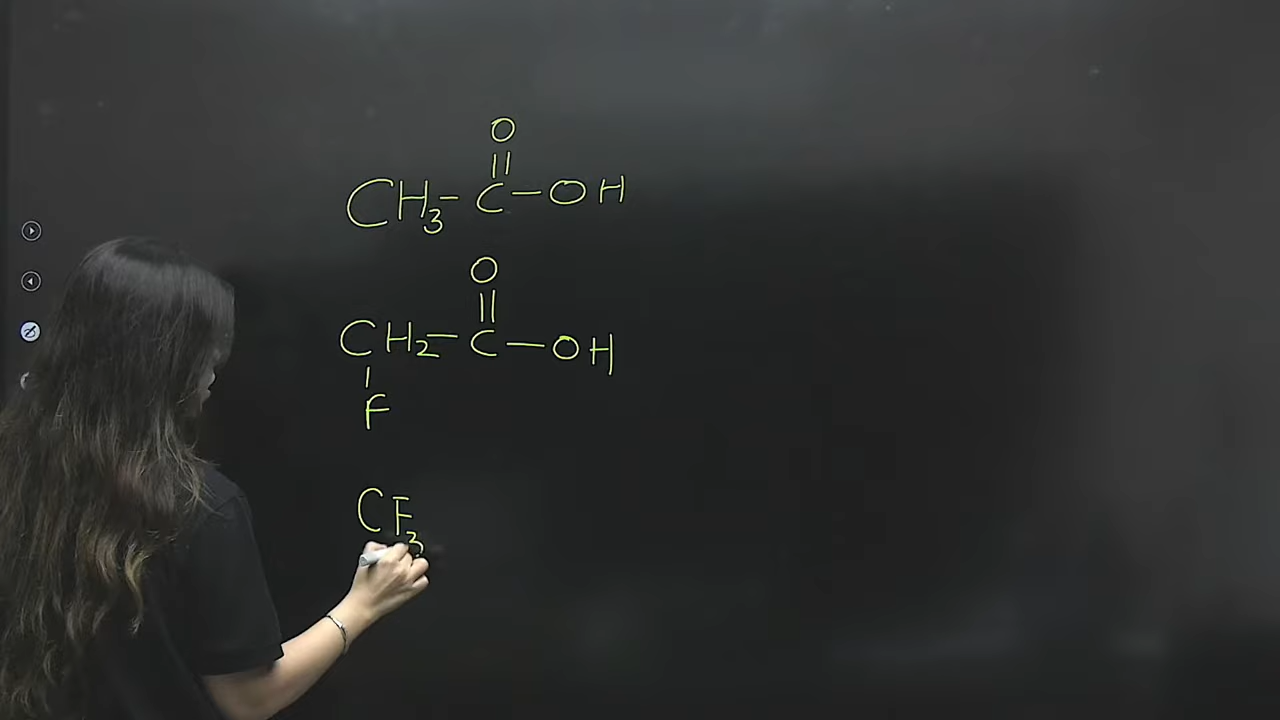 O
||
CH3-C-OH
O
||
CH2-C-OH
|
F
CF3